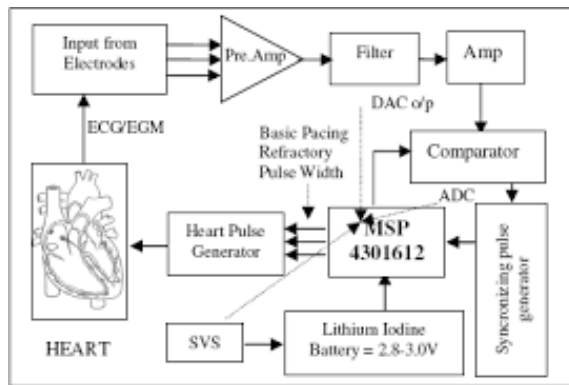 Input from
Electrodes
Pre.Amp
Filter
Amp
DAC o/p
ECG/EGM
Basic Pacing
Refractory
Pulse Width
Comparator
ADC
Heart Pulse
Generator
MSP
4301612
Syncronizing pulse
generator
HEART
SVS
Lithium Iodine
Battery = 2.8-3.0V